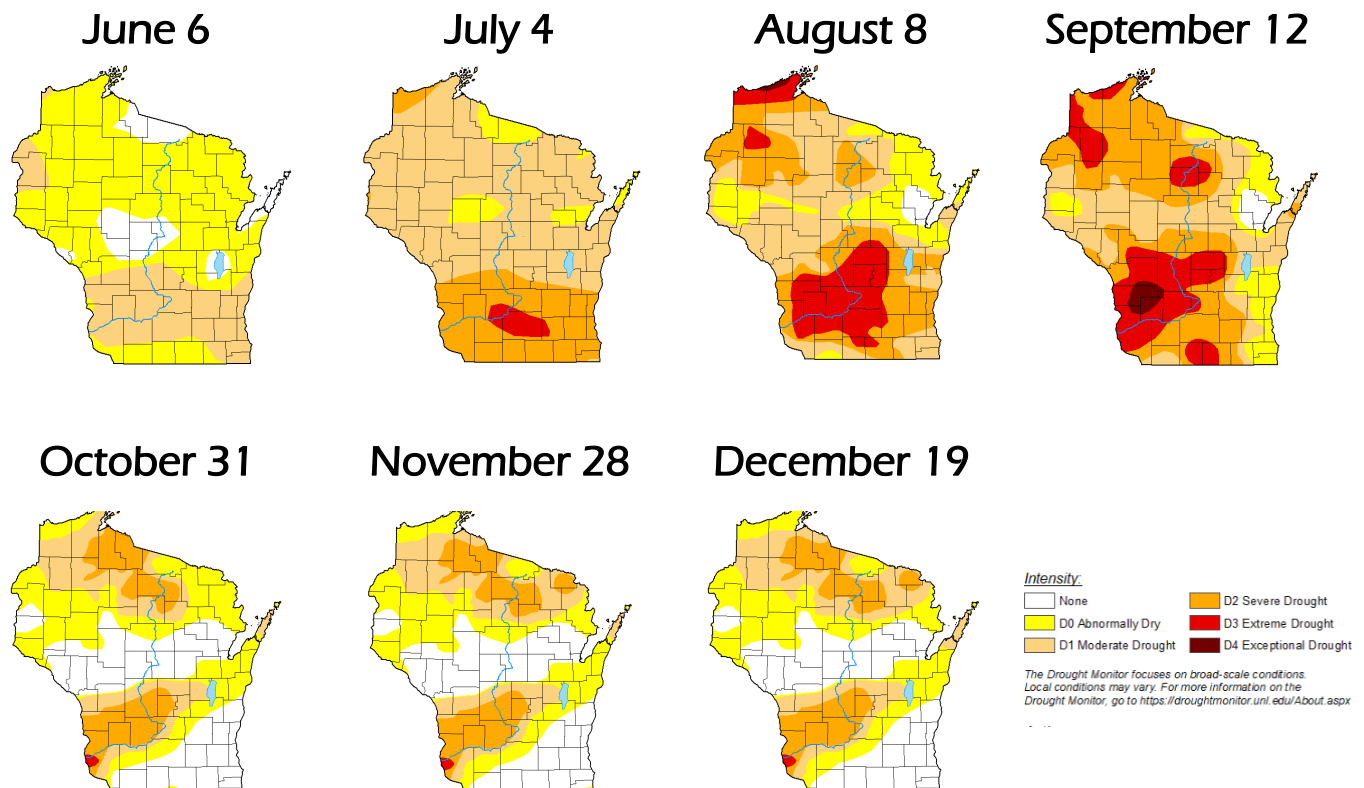 June 6
July 4
August 8
September 12
October 31
November 28
December 19
Intensity:
None
D0 Abnormally Dry
D1 Moderate Drought
D2 Severe Drought
D3 Extreme Drought
D4 Exceptional Drought
The Drought Monitor focuses on broad-scale conditions.
Local conditions may vary. For more information on the
Drought Monitor, go to https://droughtmonitor.unl.edu/About.aspx